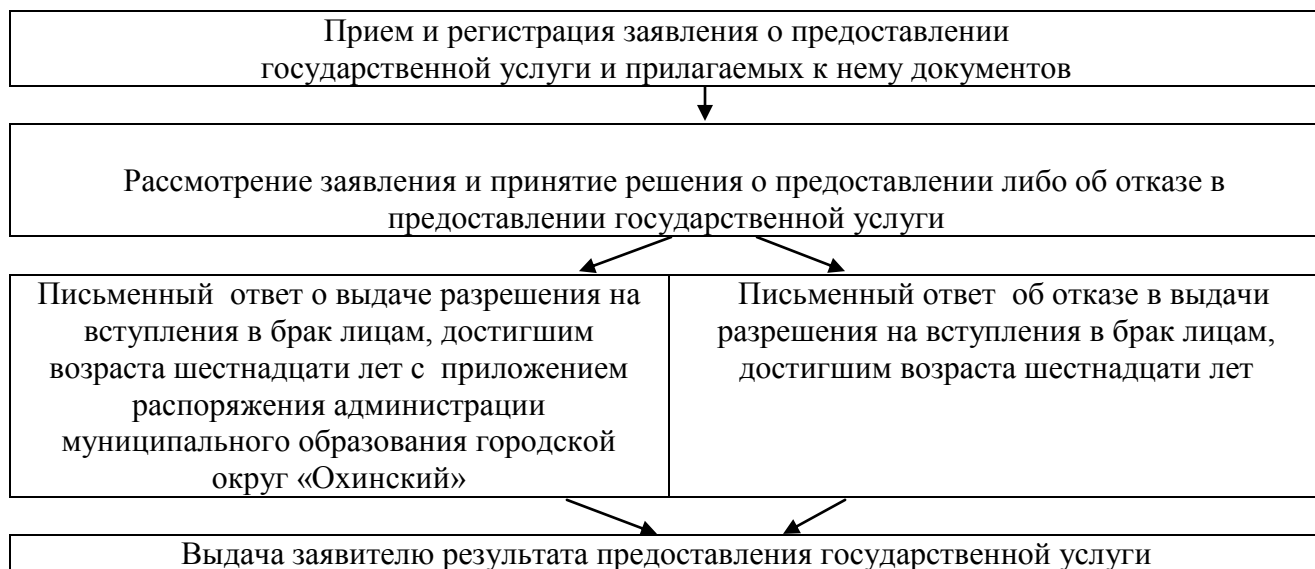 Прием и регистрация заявления о предоставлении
государственной услуги и прилагаемых к нему документов
Рассмотрение заявления и принятие решения о предоставлении либо об отказе в
предоставлении государственной услуги
Письменный ответ о выдаче разрешения на
вступления в брак лицам, достигшим
возраста шестнадцати лет с приложением
распоряжения администрации
муниципального образования городской
округ «Охинский»
Письменный ответ об отказе в выдачи
разрешения на вступления в брак лицам,
достигшим возраста шестнадцати лет
Выдача заявителю результата предоставления государственной услуги